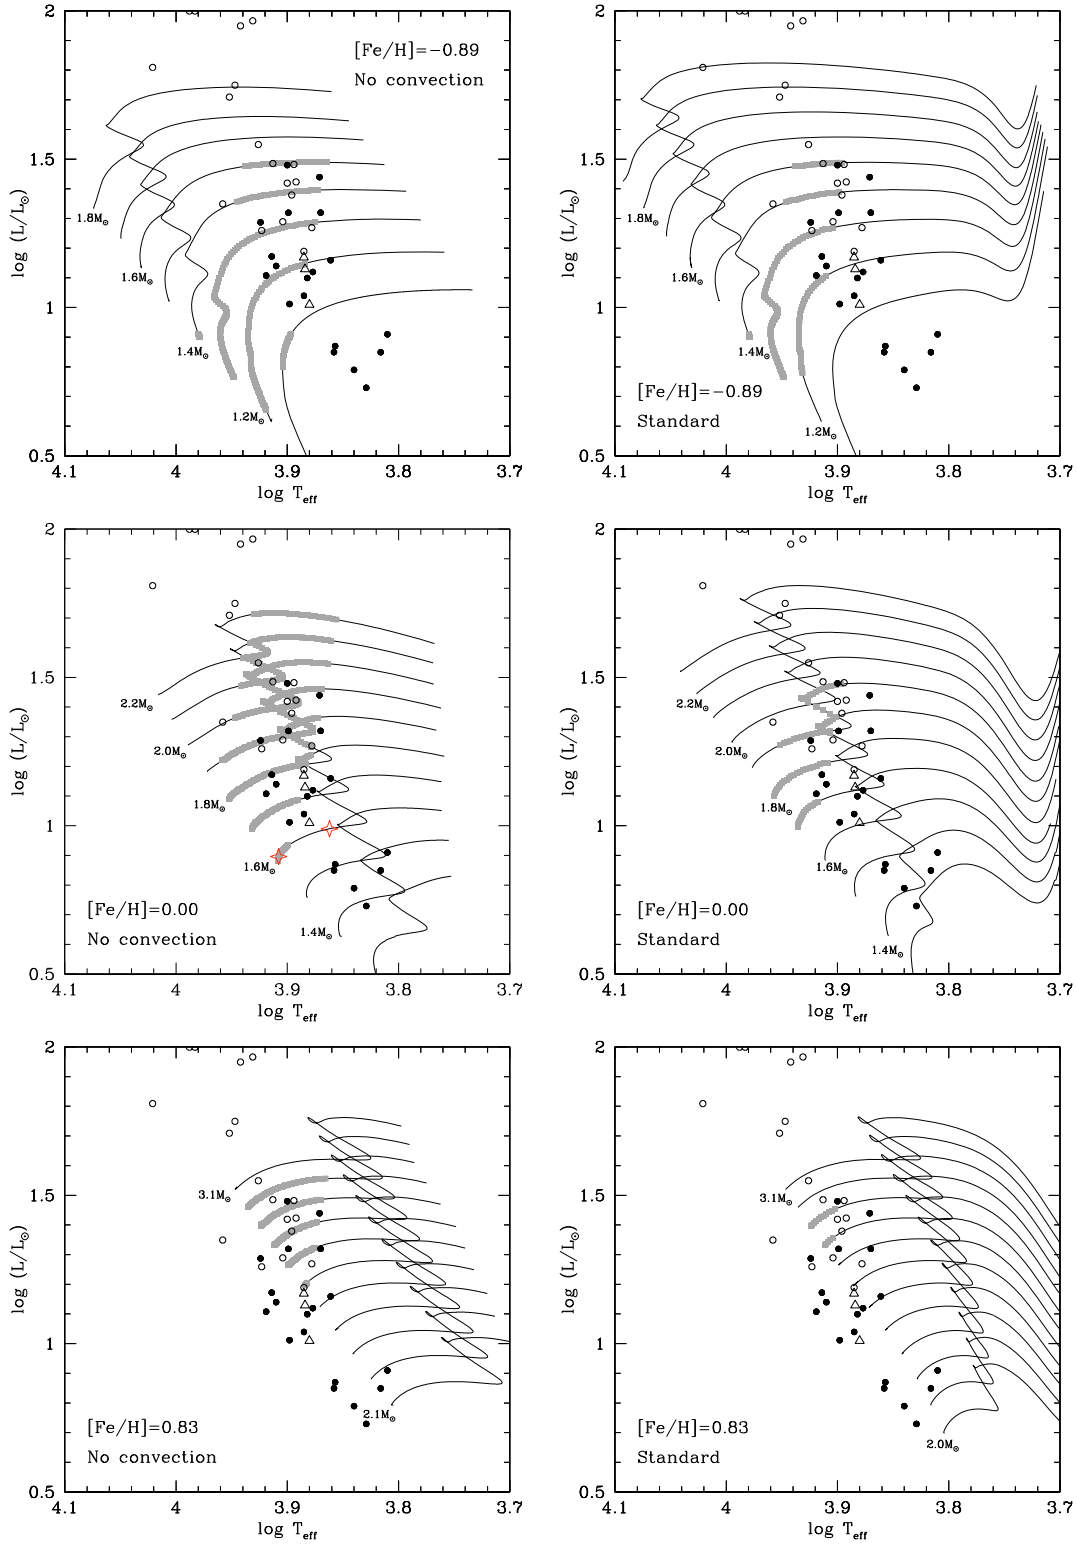 2
[Fe/H]=−0.89
No convection
1.5
log (L/L⊙)
1.8M⊙
1.6M⊙
1
1.4M⊙
1.2M⊙
0.5
4.1 4 3.9 3.8 3.7
log Teff
2
1.5
log (L/L⊙)
1.8M⊙
1.6M⊙
1
1.4M⊙
[Fe/H]=−0.89
Standard
1.2M⊙
0.5
4.1 4 3.9 3.8 3.7
log Teff
2
1.5
log (L/L⊙)
2.2M⊙
2.0M⊙
1.8M⊙
1
1.6M⊙
[Fe/H]=0.00
No convection
1.4M⊙
0.5
4.1 4 3.9 3.8 3.7
log Teff
2
1.5
log (L/L⊙)
2.2M⊙
2.0M⊙
1.8M⊙
1
1.6M⊙
[Fe/H]=0.00
Standard
1.4M⊙
0.5
4.1 4 3.9 3.8 3.7
log Teff
2
1.5
log (L/L⊙)
3.1M⊙
1
2.1M⊙
[Fe/H]=0.83
No convection
0.5
4.1 4 3.9 3.8 3.7
log Teff
2
1.5
log (L/L⊙)
3.1M⊙
1
[Fe/H]=0.83
Standard
2.0M⊙
0.5
4.1 4 3.9 3.8 3.7
log Teff